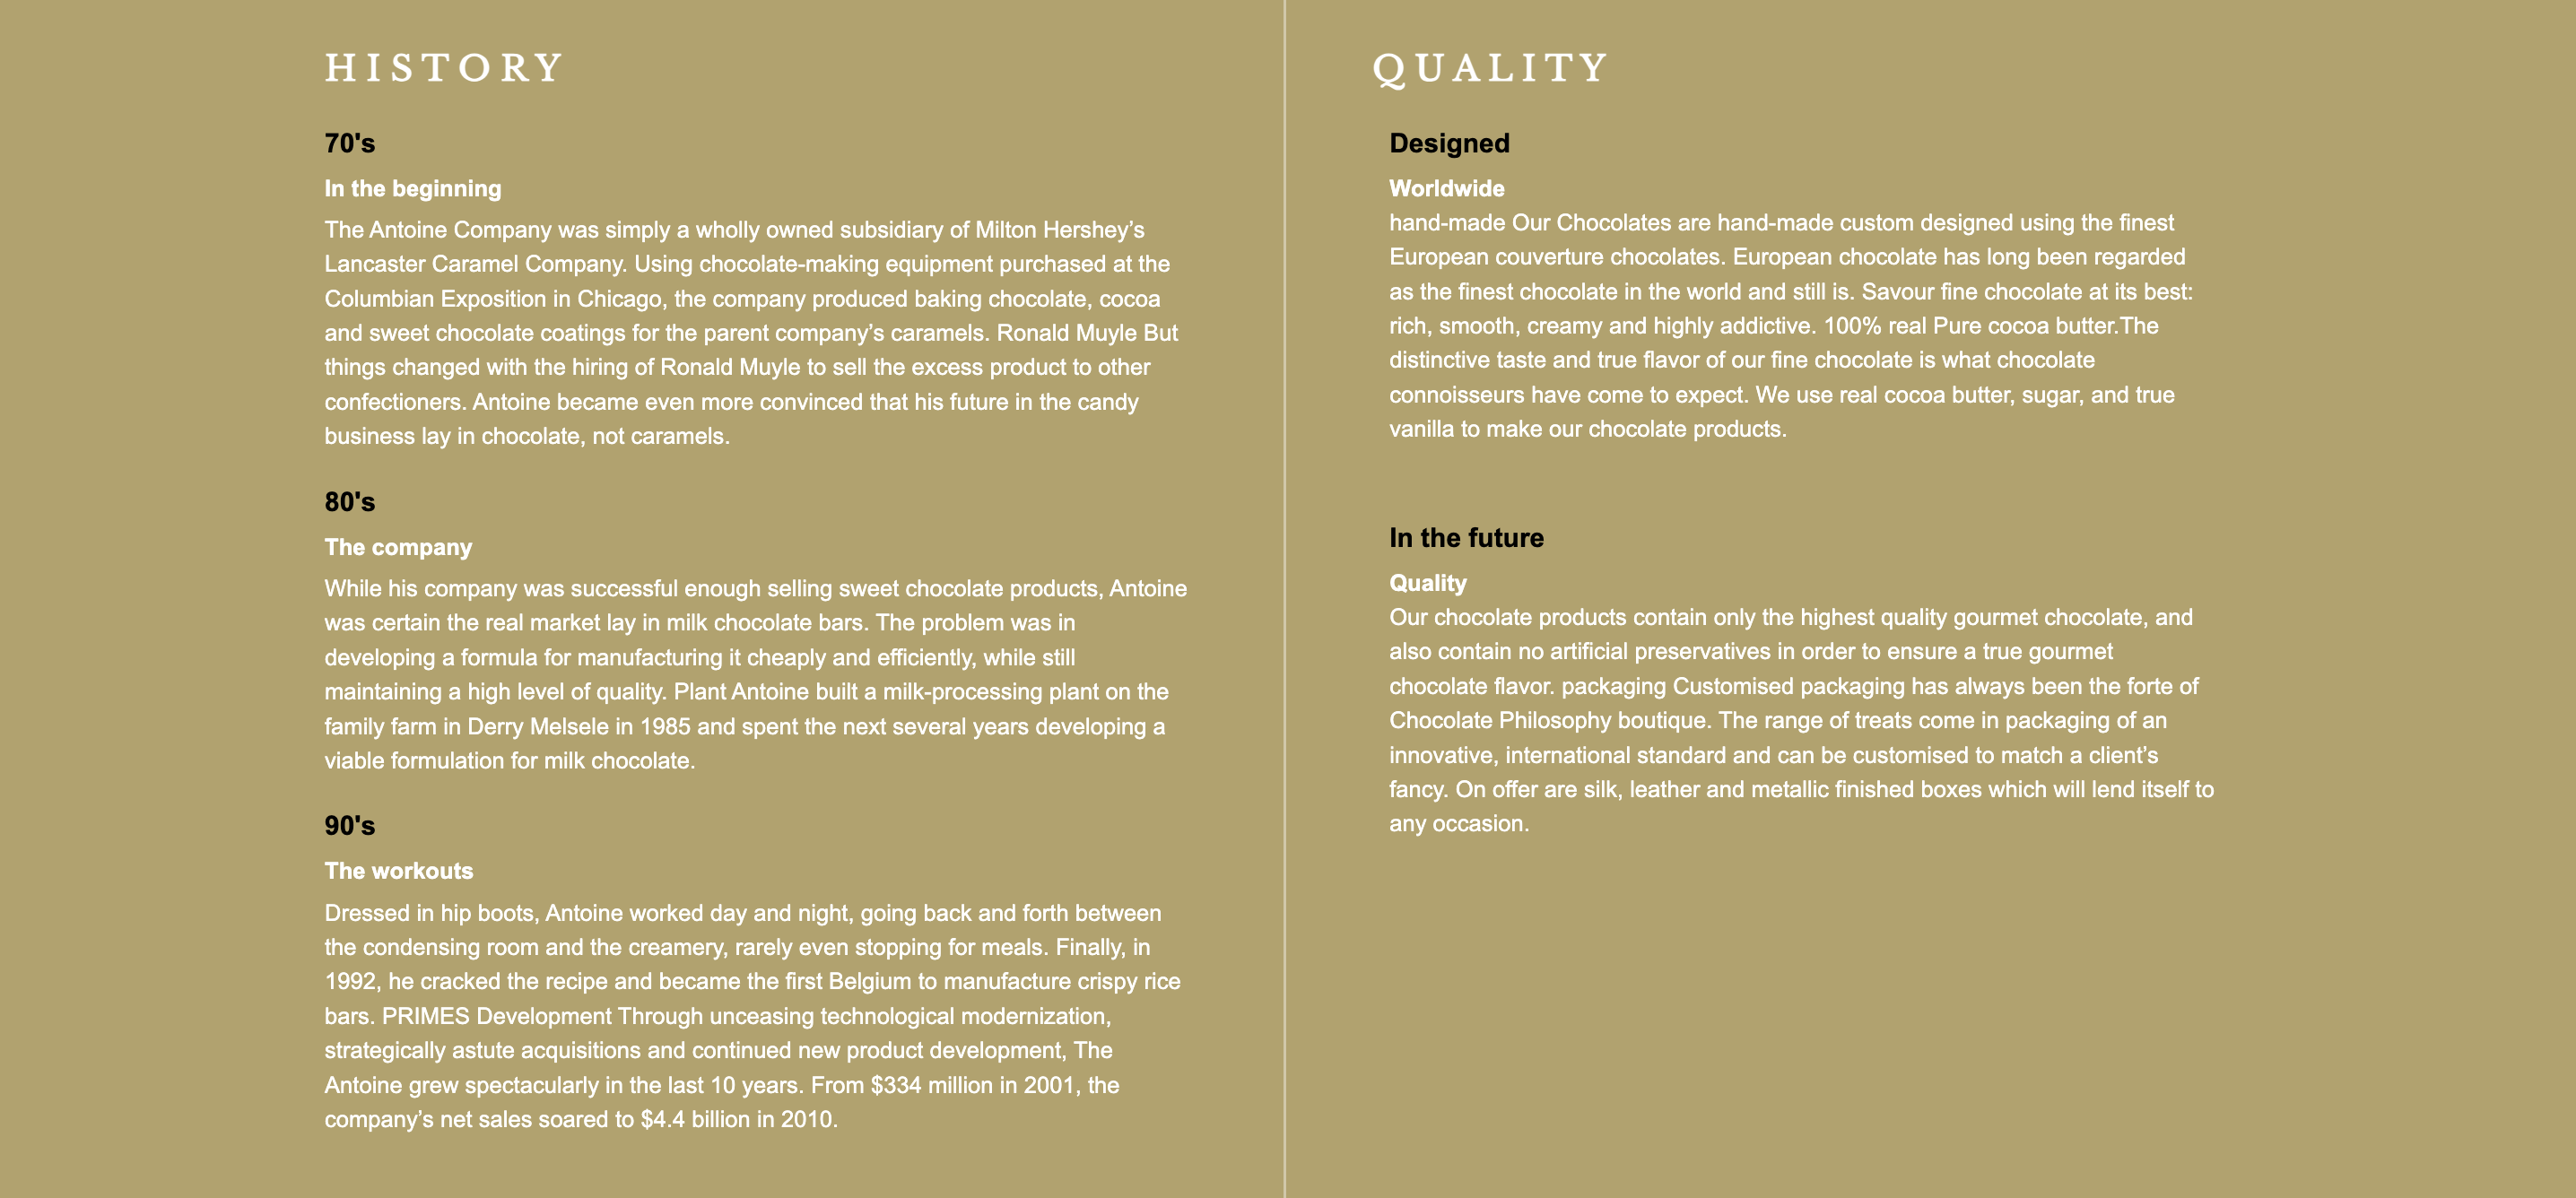 HISTORY
70's
In the beginning
The Antoine Company was simply a wholly owned subsidiary of Milton Hershey’s
Lancaster Caramel Company. Using chocolate-making equipment purchased at the
Columbian Exposition in Chicago, the company produced baking chocolate, cocoa
and sweet chocolate coatings for the parent company’s caramels. Ronald Muyle But
things changed with the hiring of Ronald Muyle to sell the excess product to other
confectioners. Antoine became even more convinced that his future in the candy
business lay in chocolate, not caramels.
80's
The company
While his company was successful enough selling sweet chocolate products, Antoine
was certain the real market lay in milk chocolate bars. The problem was in
developing a formula for manufacturing it cheaply and efficiently, while still
maintaining a high level of quality. Plant Antoine built a milk-processing plant on the
family farm in Derry Melsele in 1985 and spent the next several years developing a
viable formulation for milk chocolate.
90's
The workouts
Dressed in hip boots, Antoine worked day and night, going back and forth between
the condensing room and the creamery, rarely even stopping for meals. Finally, in
1992, he cracked the recipe and became the first Belgium to manufacture crispy rice
bars. PRIMES Development Through unceasing technological modernization,
strategically astute acquisitions and continued new product development, The
Antoine grew spectacularly in the last 10 years. From $334 million in 2001, the
company’s net sales soared to $4.4 billion in 2010.
QUALITY
Designed
Worldwide
hand-made Our Chocolates are hand-made custom designed using the finest
European couverture chocolates. European chocolate has long been regarded
as the finest chocolate in the world and still is. Savour fine chocolate at its best:
rich, smooth, creamy and highly addictive. 100% real Pure cocoa butter.The
distinctive taste and true flavor of our fine chocolate is what chocolate
connoisseurs have come to expect. We use real cocoa butter, sugar, and true
vanilla to make our chocolate products.
In the future
Quality
Our chocolate products contain only the highest quality gourmet chocolate, and
also contain no artificial preservatives in order to ensure a true gourmet
chocolate flavor. packaging Customised packaging has always been the forte of
Chocolate Philosophy boutique. The range of treats come in packaging of an
innovative, international standard and can be customised to match a client’s
fancy. On offer are silk, leather and metallic finished boxes which will lend itself to
any occasion.